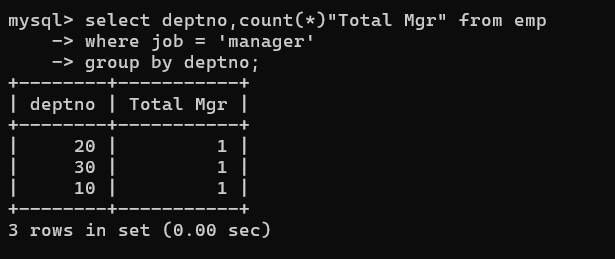 mysql> select deptno,count(*)"Total Mgr" from emp
    -> where job = 'manager'
    -> group by deptno;
+--------+-----------+
| deptno | Total Mgr |
+--------+-----------+
|     20 |         1 |
|     30 |         1 |
|     10 |         1 |
+--------+-----------+
3 rows in set (0.00 sec)